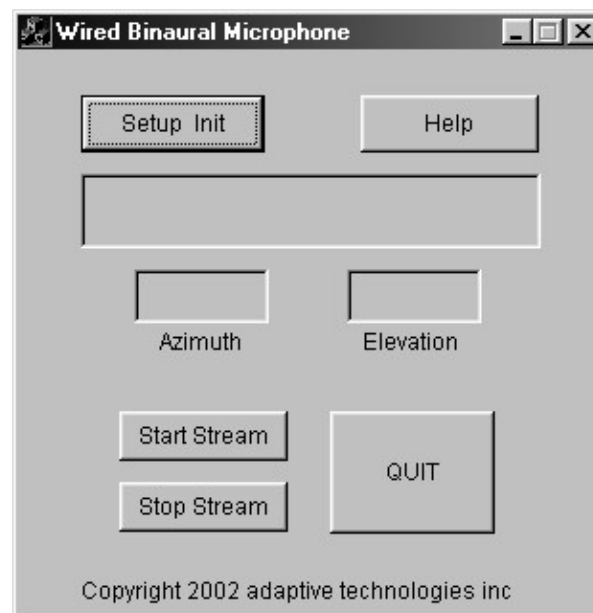 Wired Binaural Microphone
Setup Init
Help
Azimuth
Elevation
Start Stream
QUIT
Stop Stream
Copyright 2002 adaptive technologies inc